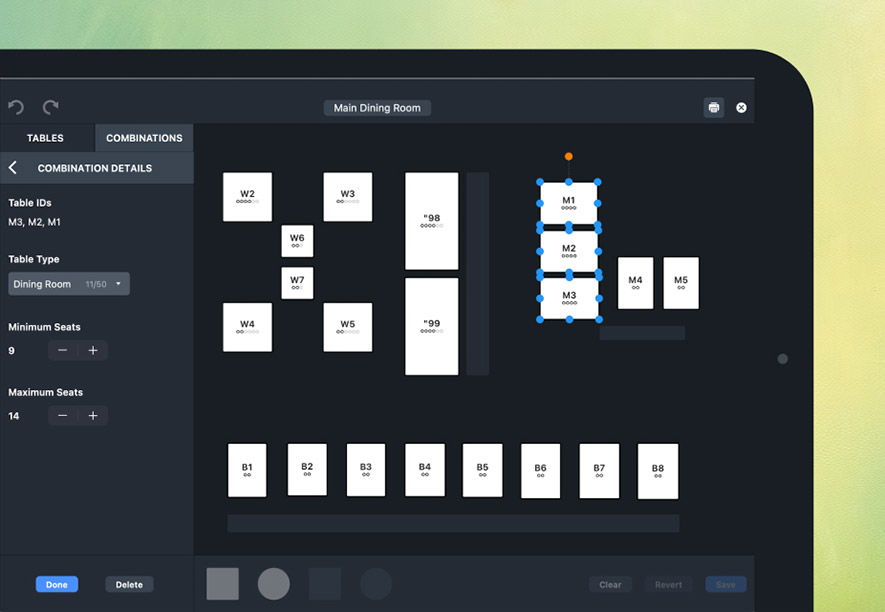 Main Dining Room
TABLES
COMBINATIONS
COMBINATION DETAILS
Table IDs
M3, M2, M1
Table Type
Dining Room 11/50
Minimum Seats
9
Maximum Seats
14
Done
Delete
W2
W3
W6
W7
W4
W5
"98
"99
M1
M2
M3
M4
M5
B1
B2
B3
B4
B5
B6
B7
B8
Clear
Revert
Save